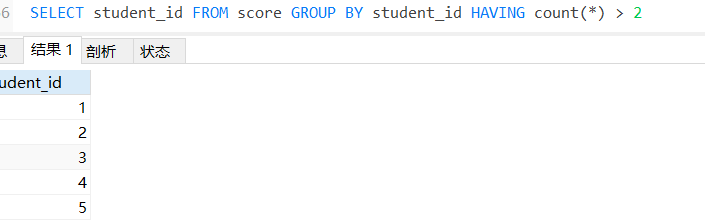 6 SELECT student_id FROM score GROUP BY student_id HAVING count(*) > 2
息 结果 1 剖析 状态
udent_id
1
2
3
4
5